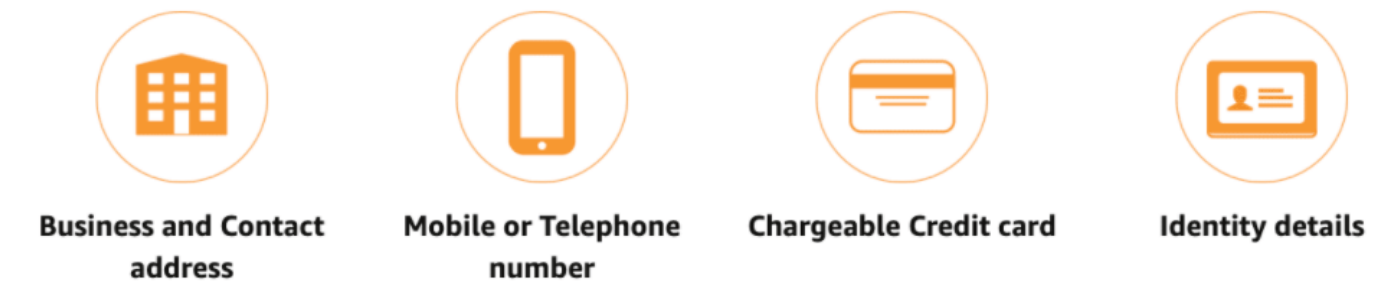 Business and Contact
address
Mobile or Telephone
number
Chargeable Credit card
Identity details